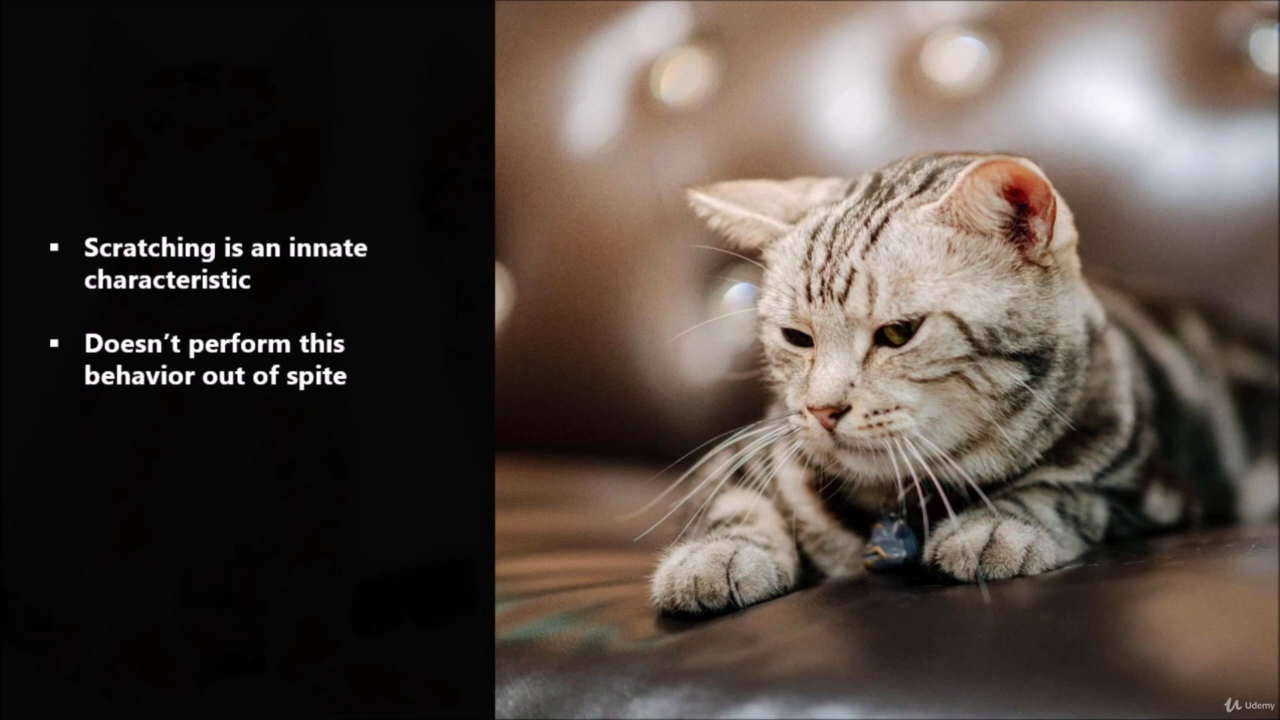 ▪ Scratching is an innate
characteristic
▪ Doesn’t perform this
behavior out of spite
Udemy